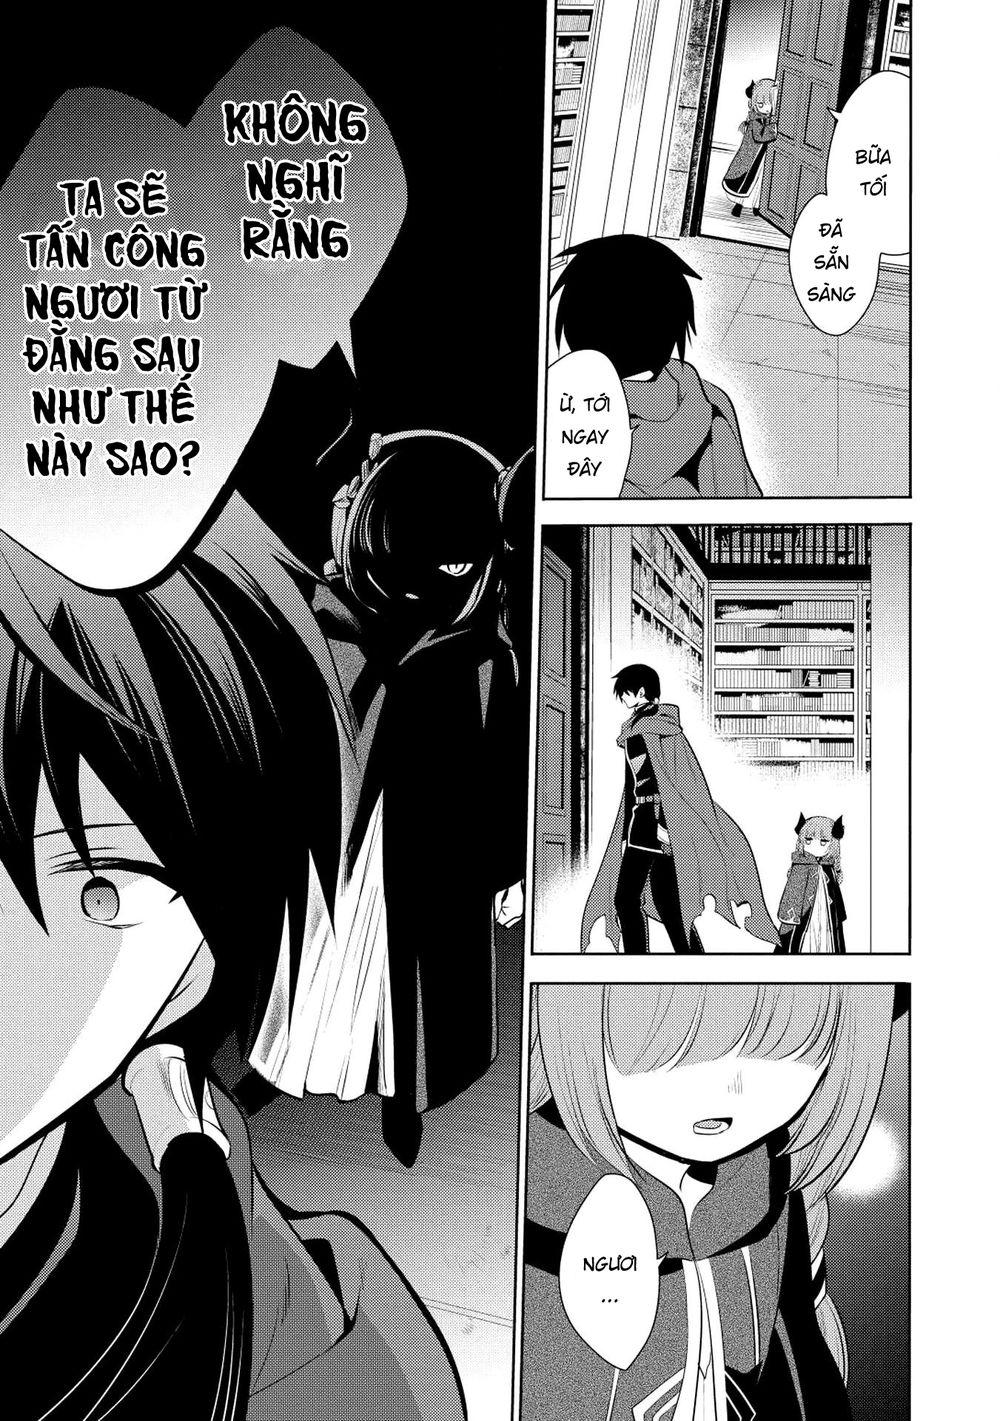 BỮA
TỐI
ĐÃ
SẴN
SÀNG
Ừ, TỚI
NGAY
ĐÂY
NGƯƠI
...
KHÔNG
NGHĨ
RẰNG
TA SẼ
TẤN CÔNG
NGƯƠI TỪ
ĐẰNG SAU
NHƯ THẾ
NÀY SAO?